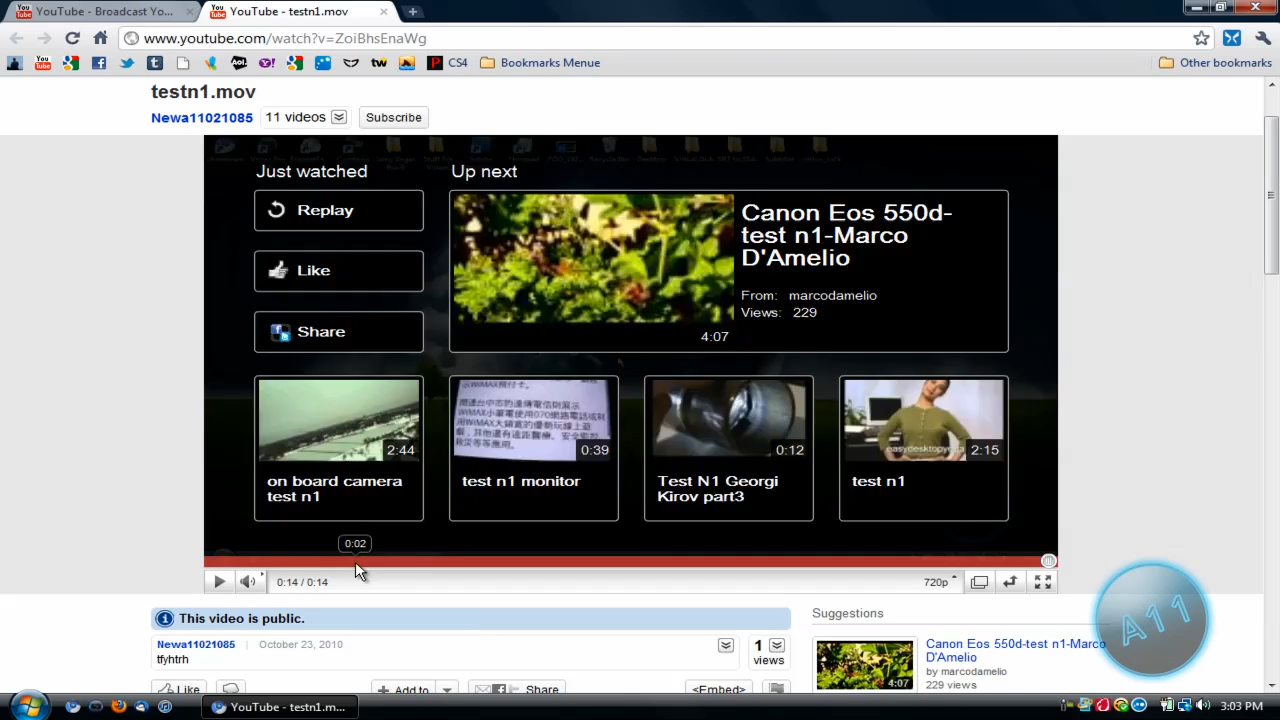 YouTube - Broadcast Yo...
YouTube - testn1.mov
www.youtube.com/watch?v=ZoiBhsEnaWg
Aol.
Y!
tw
CS4
Bookmarks Menue
Other bookmarks
testn1.mov
Newa11021085
11 videos
Subscribe
Just watched
Up next
Replay
Like
Share
Canon Eos 550d-
test n1-Marco
D'Amelio
From: marcodamelio
Views: 229
4:07
2:44
0:39
0:12
2:15
on board camera
test n1
test n1 monitor
Test N1 Georgi
Kirov part3
test n1
0:02
0:14 / 0:14
720p
This video is public.
Newa11021085
October 23, 2010
tfyhtrh
1
views
Suggestions
Canon Eos 550d-test n1-Marco
D'Amelio
by marcodamelio
229 views
4:07
A11
Like
Add to
Share
<Embed>
YouTube - testn1.m...
3:03 PM